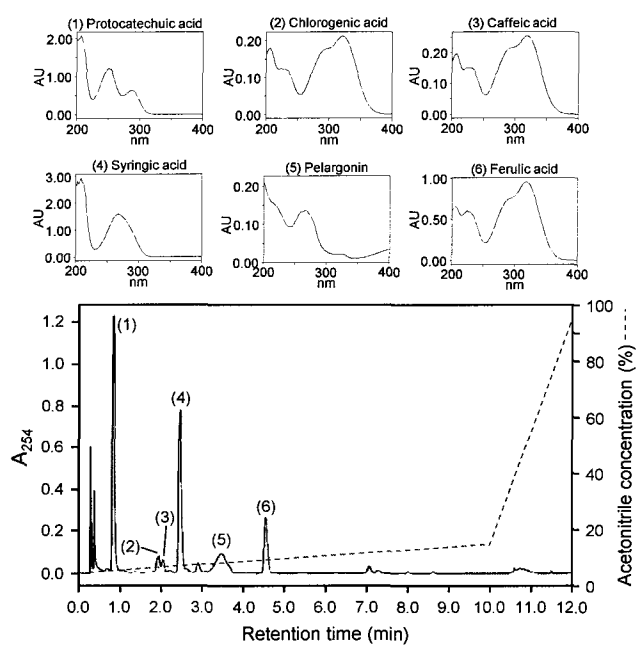 (1) Protocatechuic acid
2.00
1.00
0.00
AU
200 300 400
nm
(2) Chlorogenic acid
0.20
0.10
0.00
AU
200 300 400
nm
(3) Caffeic acid
0.20
0.10
0.00
AU
200 300 400
nm
(4) Syringic acid
3.00
2.00
1.00
0.00
AU
200 300 400
nm
(5) Pelargonin
0.20
0.10
0.00
AU
200 300 400
nm
(6) Ferulic acid
1.00
0.50
0.00
AU
200 300 400
nm
1.2
1.0
0.8
0.6
0.4
0.2
0.0
A254
(1)
(2)
(3)
(4)
(5)
(6)
100
80
60
40
20
0
Acetonitrile concentration (%) ----
0.0 1.0 2.0 3.0 4.0 5.0 6.0 7.0 8.0 9.0 10.0 11.0 12.0
Retention time (min)